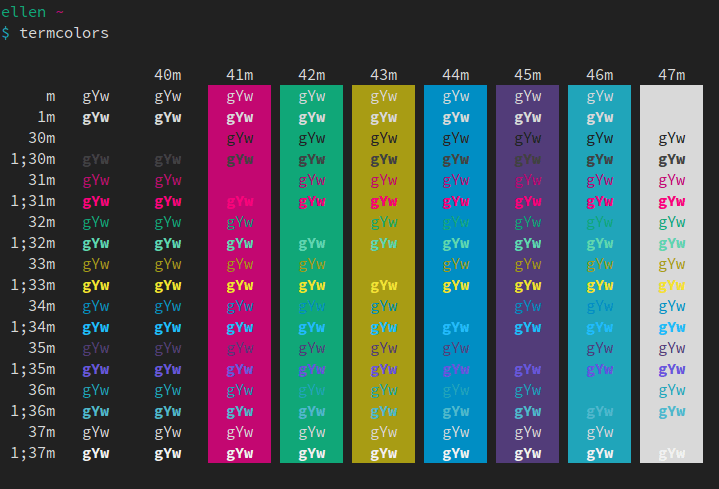 ellen ~
$ termcolors
40m 41m 42m 43m 44m 45m 46m 47m
m gYw gYw gYw gYw gYw gYw gYw gYw
1m gYw gYw gYw gYw gYw gYw gYw gYw
30m gYw gYw gYw gYw gYw gYw gYw
1;30m gYw gYw gYw gYw gYw gYw gYw gYw gYw
31m gYw gYw gYw gYw gYw gYw gYw gYw
1;31m gYw gYw gYw gYw gYw gYw gYw gYw gYw
32m gYw gYw gYw gYw gYw gYw gYw gYw
1;32m gYw gYw gYw gYw gYw gYw gYw gYw gYw
33m gYw gYw gYw gYw gYw gYw gYw gYw
1;33m gYw gYw gYw gYw gYw gYw gYw gYw gYw
34m gYw gYw gYw gYw gYw gYw gYw gYw
1;34m gYw gYw gYw gYw gYw gYw gYw gYw gYw
35m gYw gYw gYw gYw gYw gYw gYw gYw
1;35m gYw gYw gYw gYw gYw gYw gYw gYw gYw
36m gYw gYw gYw gYw gYw gYw gYw gYw
1;36m gYw gYw gYw gYw gYw gYw gYw gYw gYw
37m gYw gYw gYw gYw gYw gYw gYw gYw
1;37m gYw gYw gYw gYw gYw gYw gYw gYw gYw